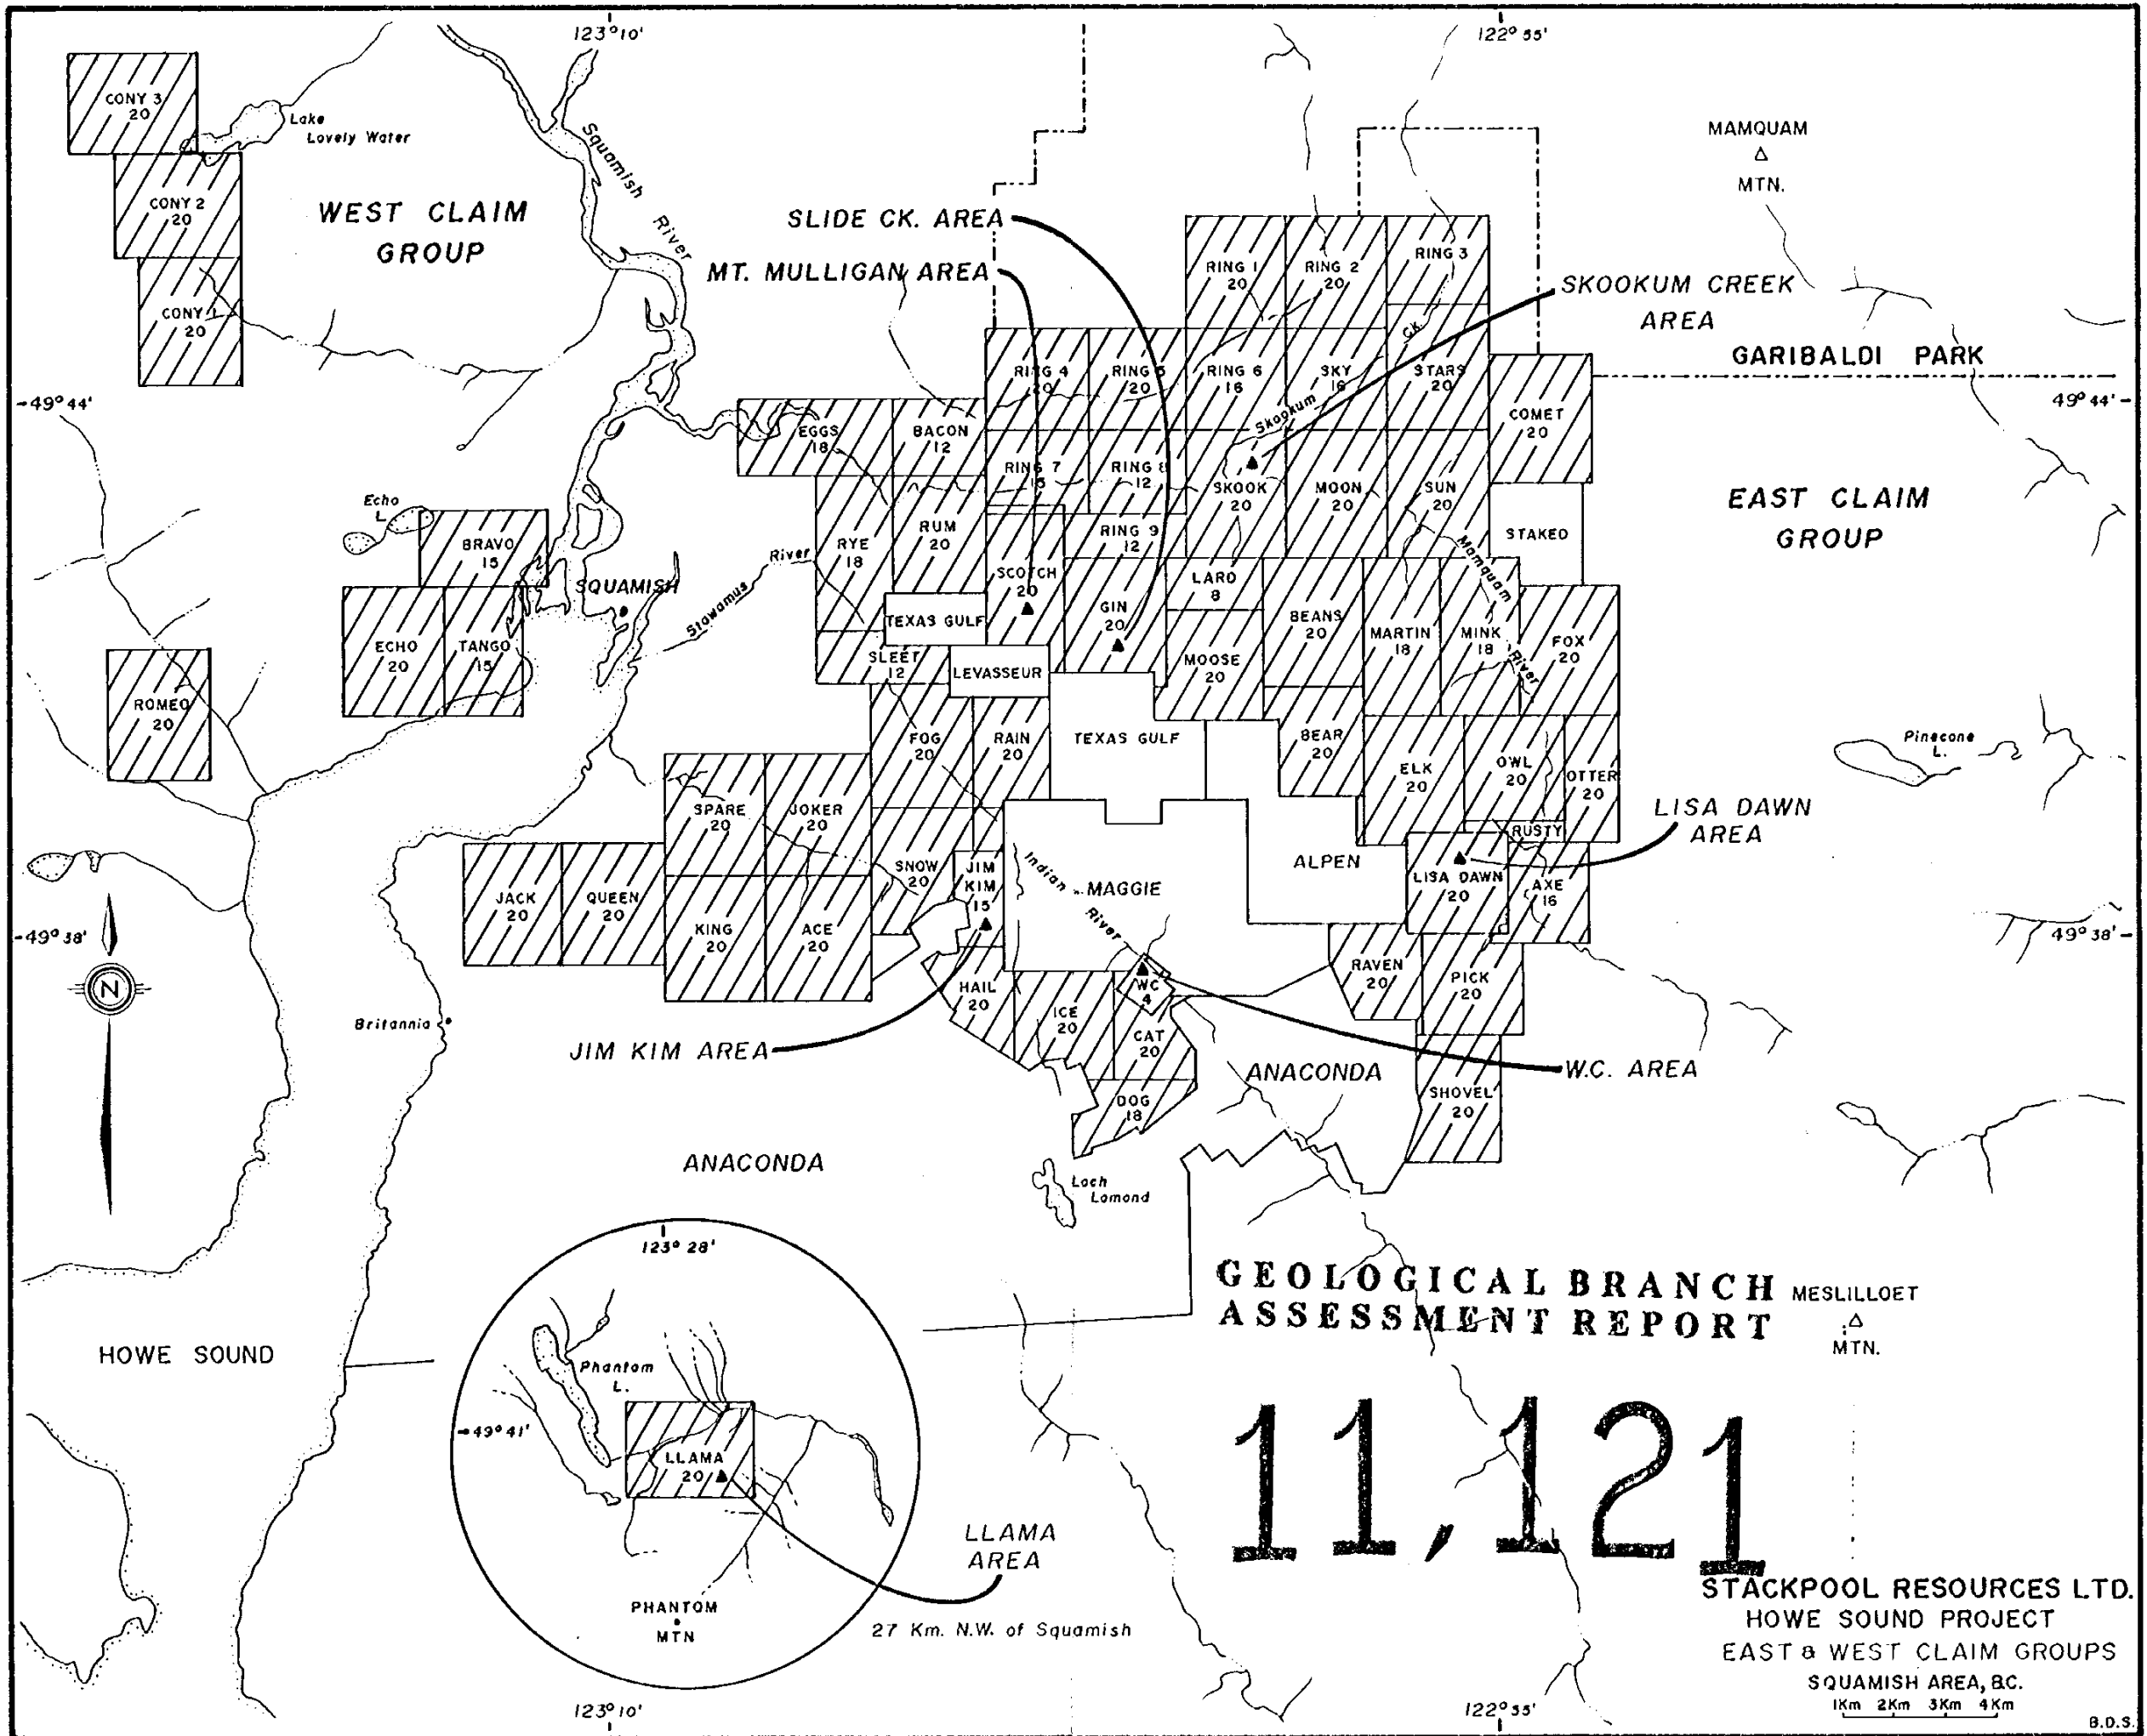 123° 10'
122° 55'
CONY 3
20
Lake
Lovely Water
MAMQUAM
MTN.
CONY 2
20
WEST CLAIM
GROUP
Squamish River
SLIDE CK. AREA
MT. MULLIGAN AREA
RING 1
20
RING 2
20
RING 3
SKOOKUM CREEK
AREA
CONY 1
20
GARIBALDI PARK
RING 4
20
RING 5
20
RING 6
16
SKY
16
STARS
20
Skookum Ck.
49° 44'
49° 44'
COMET
20
EGGS
18
BACON
12
RING 7
15
RING 8
12
SKOOK
20
MOON
20
SUN
20
EAST CLAIM
GROUP
Echo
L.
BRAVO
15
RYE
18
RUM
20
RING 9
12
STAKED
SQUAMISH
Stawamus River
SCOTCH
20
LARD
8
Mamquam River
TEXAS GULF
GIN
20
BEANS
20
MARTIN
18
MINK
18
FOX
20
ECHO
20
TANGO
15
SLEET
12
LEVASSEUR
MOOSE
20
ROMEO
20
FOG
20
RAIN
20
TEXAS GULF
BEAR
20
ELK
20
OWL
20
OTTER
20
Pinecone
L.
SPARE
20
JOKER
20
LISA DAWN
AREA
RUSTY
SNOW
20
JIM
KIM
15
Indian River
MAGGIE
ALPEN
LISA DAWN
20
AXE
16
JACK
20
QUEEN
20
KING
20
ACE
20
49° 38'
49° 38'
N
HAIL
20
ICE
20
WC
4
CAT
20
RAVEN
20
PICK
20
Britannia
JIM KIM AREA
W.C. AREA
ANACONDA
DOG
18
SHOVEL
20
ANACONDA
Loch
Lomond
123° 28'
GEOLOGICAL BRANCH
ASSESSMENT REPORT
MESLILLOET
MTN.
HOWE SOUND
Phantom
L.
49° 41'
LLAMA
20
11,121
LLAMA
AREA
PHANTOM
MTN
27 Km. N.W. of Squamish
STACKPOOL RESOURCES LTD.
HOWE SOUND PROJECT
EAST & WEST CLAIM GROUPS
SQUAMISH AREA, B.C.
1Km 2Km 3Km 4Km
123° 10'
122° 55'
B.D.S.